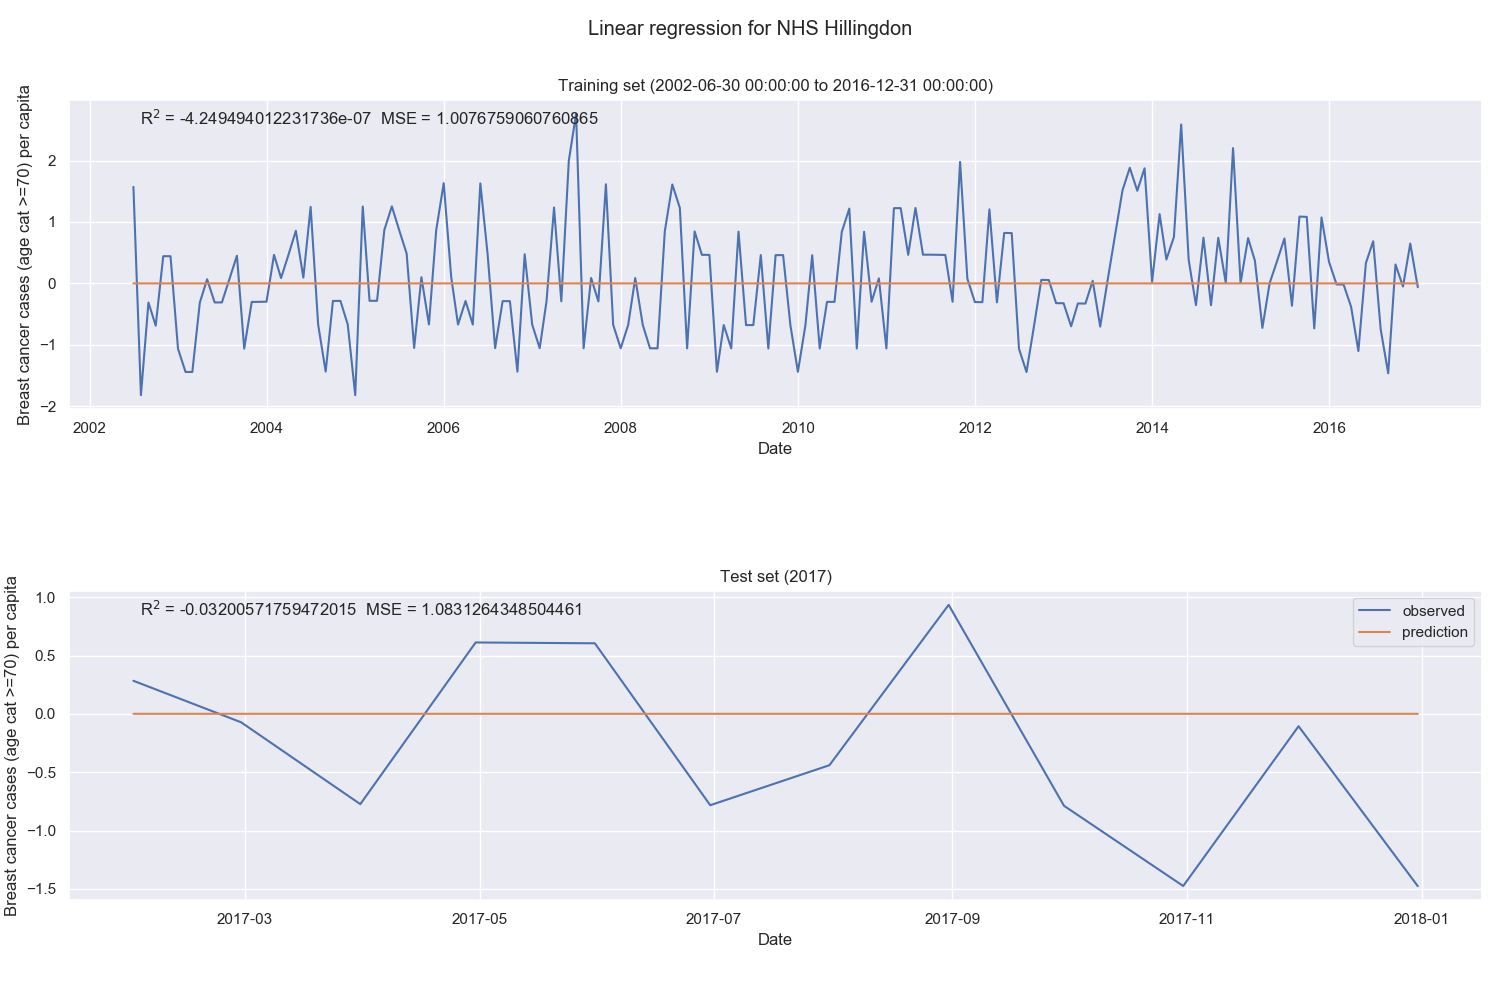 Linear regression for NHS Hillingdon
Training set (2002-06-30 00:00:00 to 2016-12-31 00:00:00)
R² = -4.249494012231736e-07 MSE = 1.0076759060760865
Breast cancer cases (age cat >=70) per capita
2
1
0
−1
−2
2002 2004 2006 2008 2010 2012 2014 2016
Date
Test set (2017)
R² = -0.03200571759472015 MSE = 1.0831264348504461
observed
prediction
Breast cancer cases (age cat >=70) per capita
1.0
0.5
0.0
−0.5
−1.0
−1.5
2017-03 2017-05 2017-07 2017-09 2017-11 2018-01
Date